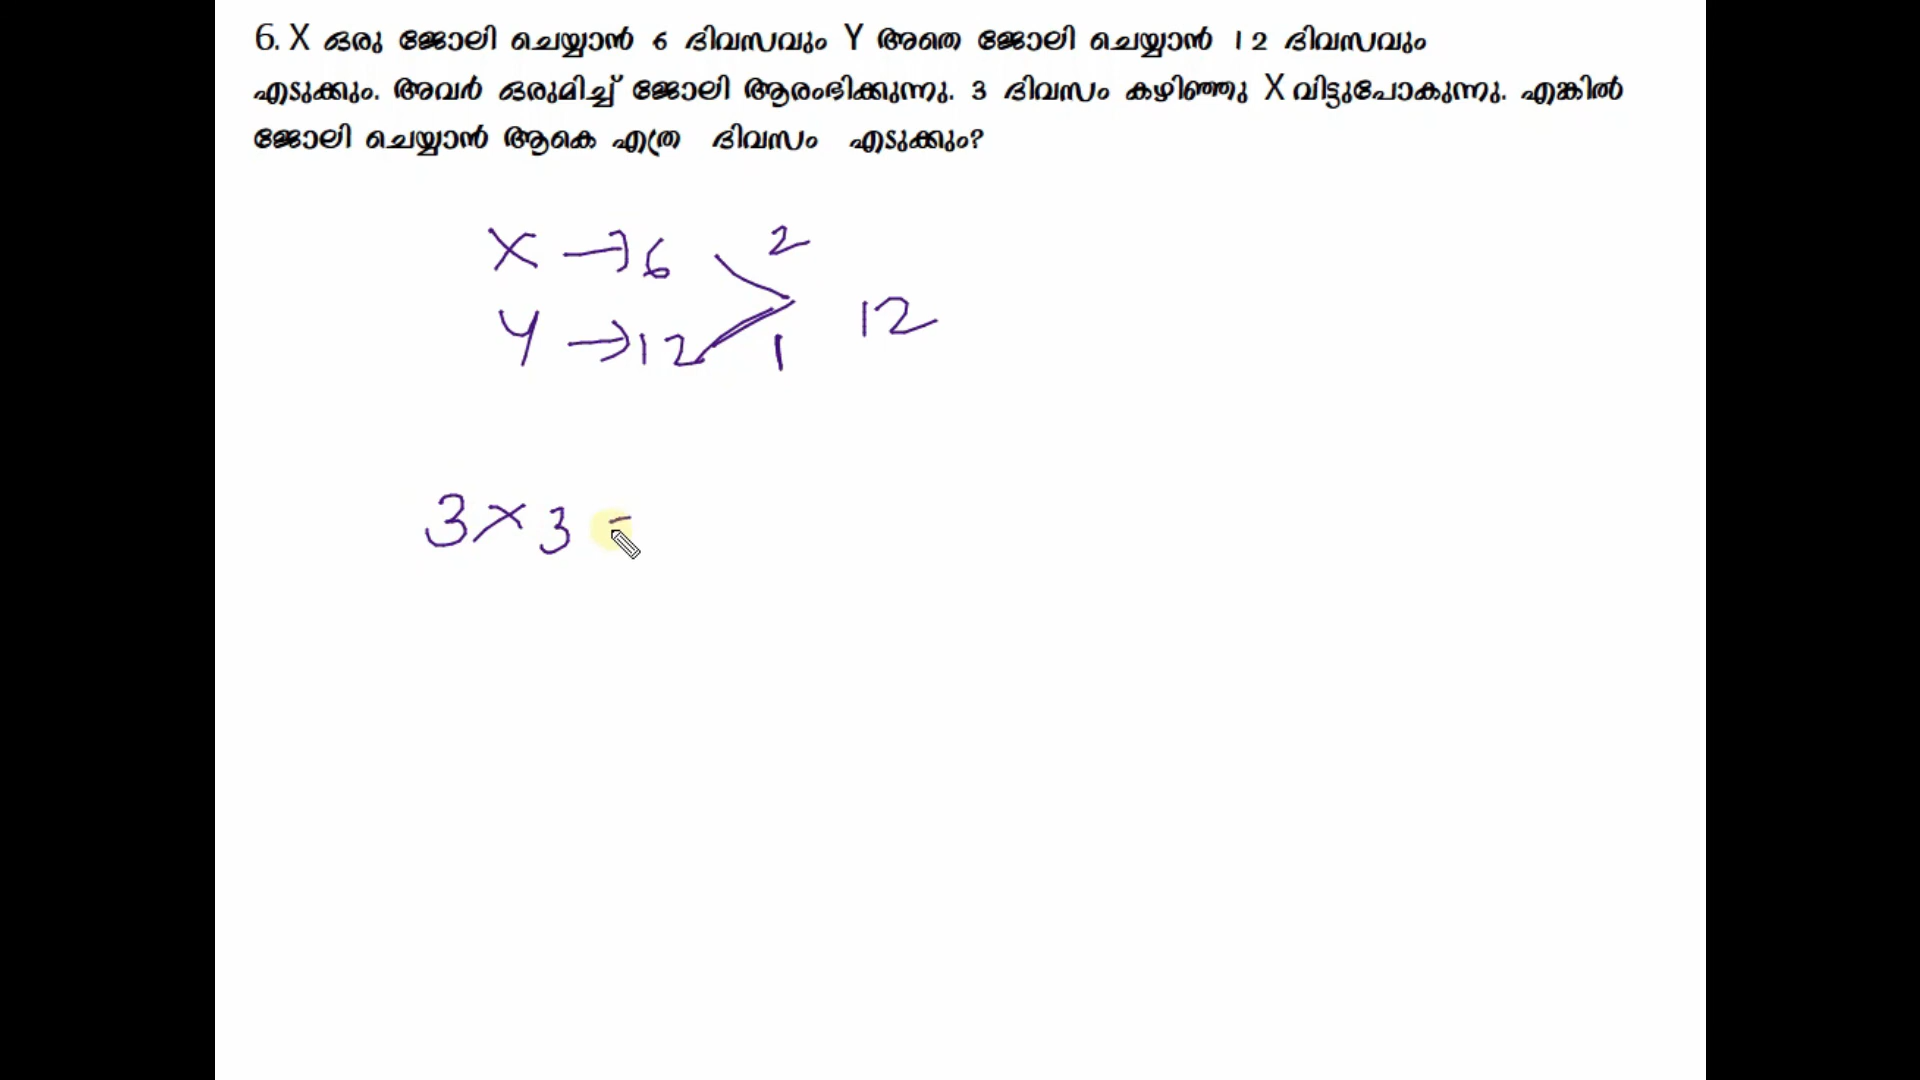 6. X ഒരു ജോലി ചെയ്യാൻ 6 ദിവസവും Y അതെ ജോലി ചെയ്യാൻ 12 ദിവസവും
എടുക്കും. അവർ ഒരുമിച്ച് ജോലി ആരംഭിക്കുന്നു. 3 ദിവസം കഴിഞ്ഞു X വിട്ടുപോകുന്നു. എങ്കിൽ
ജോലി ചെയ്യാൻ ആകെ എത്ര ദിവസം എടുക്കും?
X → 6 2
12
Y → 12 1
3 × 3 =